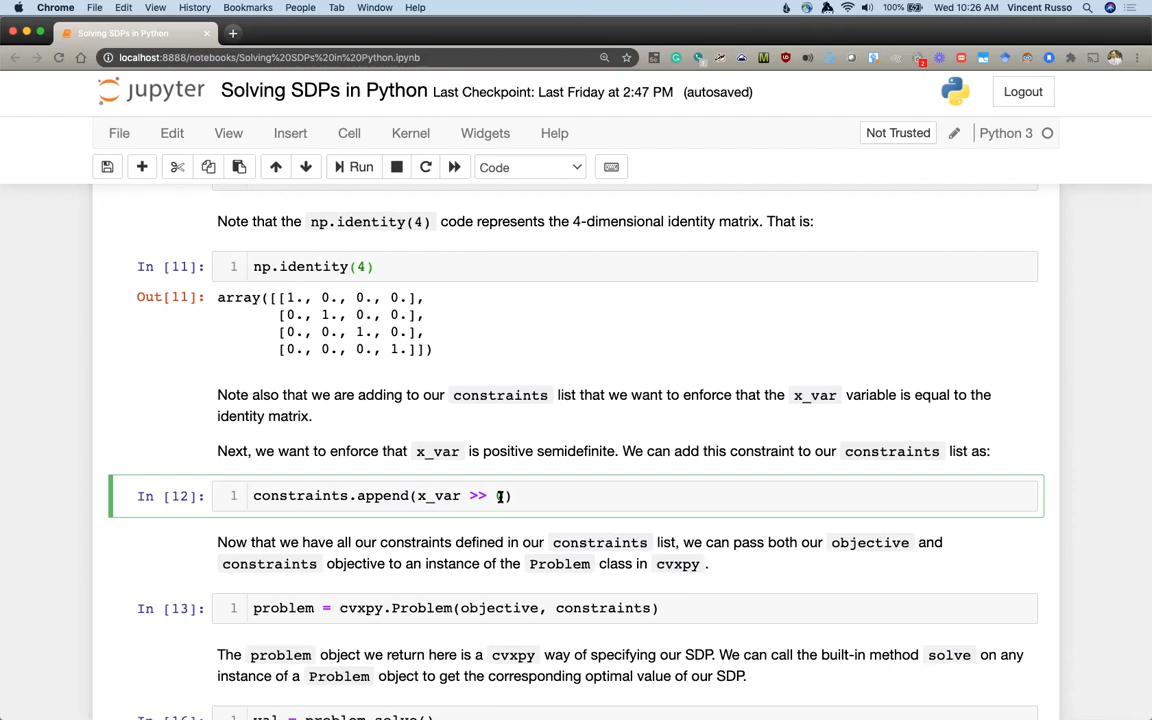 Chrome File Edit View History Bookmarks People Tab Window Help 100% Wed 10:26 AM Vincent Russo
Solving SDPs in Python
localhost:8888/notebooks/Solving%20SDPs%20in%20Python.ipynb
jupyter Solving SDPs in Python Last Checkpoint: Last Friday at 2:47 PM (autosaved) Logout
File Edit View Insert Cell Kernel Widgets Help Not Trusted Python 3
Run Code
Note that the np.identity(4) code represents the 4-dimensional identity matrix. That is:
In [11]: 1 np.identity(4)
Out[11]: array([[1., 0., 0., 0.],
[0., 1., 0., 0.],
[0., 0., 1., 0.],
[0., 0., 0., 1.]])
Note also that we are adding to our constraints list that we want to enforce that the x_var variable is equal to the
identity matrix.
Next, we want to enforce that x_var is positive semidefinite. We can add this constraint to our constraints list as:
In [12]: 1 constraints.append(x_var >> 0)
Now that we have all our constraints defined in our constraints list, we can pass both our objective and
constraints objective to an instance of the Problem class in cvxpy.
In [13]: 1 problem = cvxpy.Problem(objective, constraints)
The problem object we return here is a cvxpy way of specifying our SDP. We can call the built-in method solve on any
instance of a Problem object to get the corresponding optimal value of our SDP.
In [16]: 1 val = problem.solve()